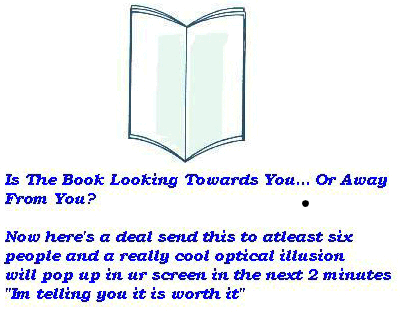 Is The Book Looking Towards You... Or Away
From You?
Now here's a deal send this to atleast six
people and a really cool optical illusion
will pop up in ur screen in the next 2 minutes
"Im telling you it is worth it"